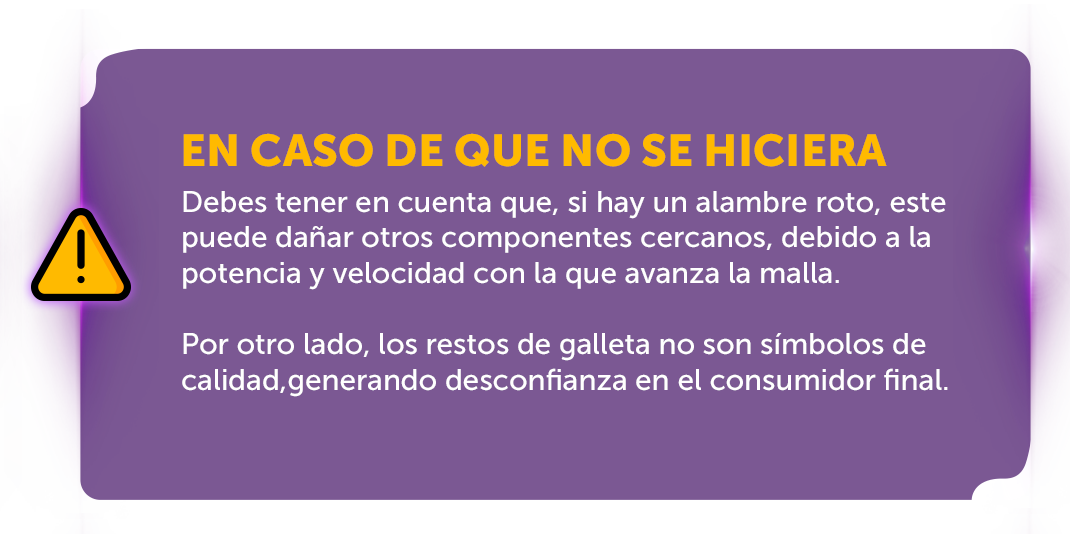 EN CASO DE QUE NO SE HICIERA
Debes tener en cuenta que, si hay un alambre roto, este
puede dañar otros componentes cercanos, debido a la
potencia y velocidad con la que avanza la malla.
Por otro lado, los restos de galleta no son símbolos de
calidad,generando desconfianza en el consumidor final.